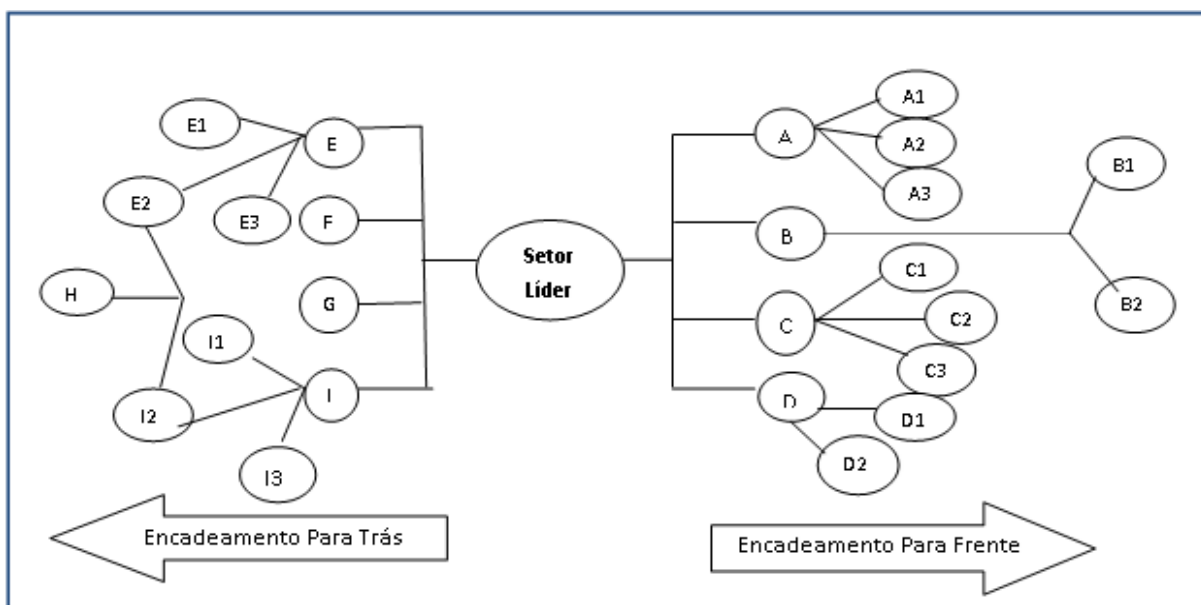 E1
E
E2
E3
F
H
G
I1
I
I2
I3
Setor
Líder
A
A1
A2
A3
B
B1
B2
C
C1
C2
C3
D
D1
D2
Encadeamento Para Trás
Encadeamento Para Frente